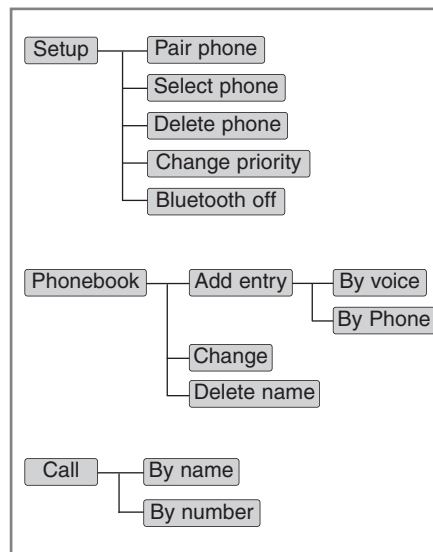 Setup
Pair phone
Select phone
Delete phone
Change priority
Bluetooth off
Phonebook
Add entry
By voice
By Phone
Change
Delete name
Call
By name
By number